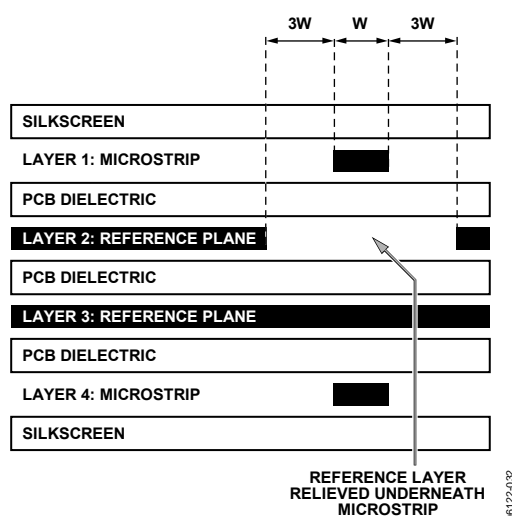 3W W 3W
SILKSCREEN
LAYER 1: MICROSTRIP
PCB DIELECTRIC
LAYER 2: REFERENCE PLANE
PCB DIELECTRIC
LAYER 3: REFERENCE PLANE
PCB DIELECTRIC
LAYER 4: MICROSTRIP
SILKSCREEN
REFERENCE LAYER
RELIEVED UNDERNEATH
MICROSTRIP